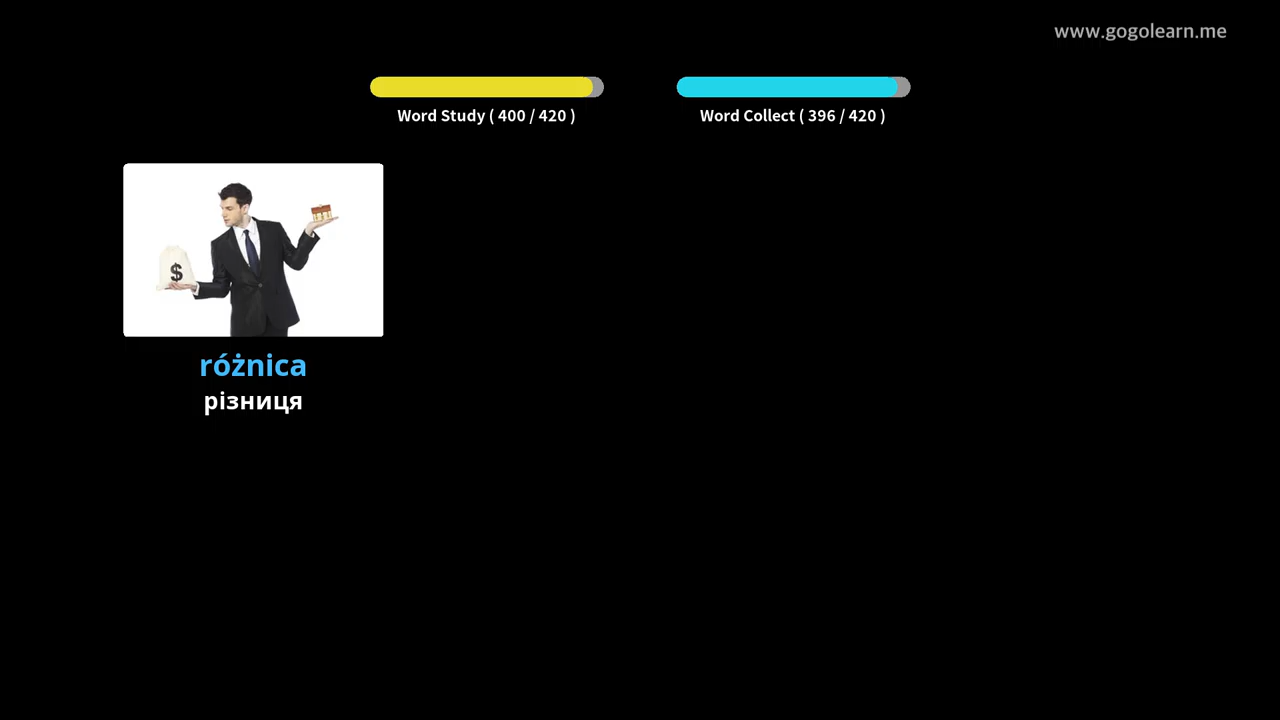 www.gogolearn.me
Word Study ( 400 / 420 )
Word Collect ( 396 / 420 )
$
różnica
різниця